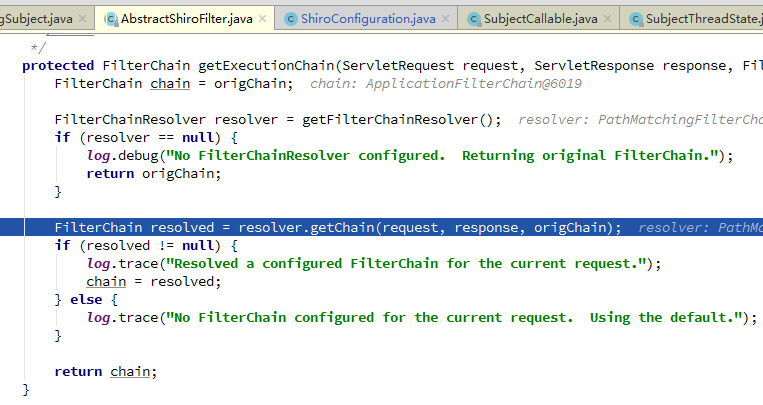 gSubject.java × AbstractShiroFilter.java × ShiroConfiguration.java × SubjectCallable.java × SubjectThreadState.j
*/
protected FilterChain getExecutionChain(ServletRequest request, ServletResponse response, Fil
FilterChain chain = origChain; chain: ApplicationFilterChain@6019
FilterChainResolver resolver = getFilterChainResolver(); resolver: PathMatchingFilterCha
if (resolver == null) {
log.debug("No FilterChainResolver configured.  Returning original FilterChain.");
return origChain;
}
FilterChain resolved = resolver.getChain(request, response, origChain); resolver: PathMa
if (resolved != null) {
log.trace("Resolved a configured FilterChain for the current request.");
chain = resolved;
} else {
log.trace("No FilterChain configured for the current request.  Using the default.");
}
return chain;
}